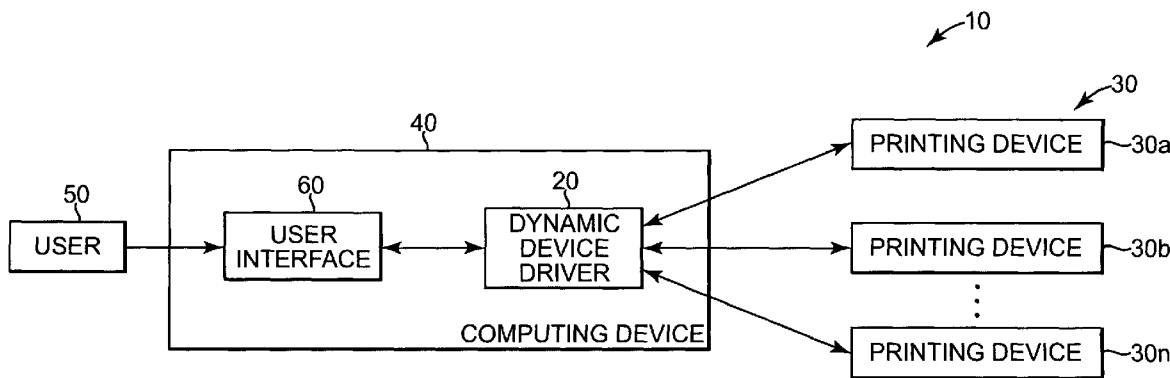 10
30
40
PRINTING DEVICE
30a
50
60
20
USER
USER
INTERFACE
DYNAMIC
DEVICE
DRIVER
PRINTING DEVICE
30b
COMPUTING DEVICE
PRINTING DEVICE
30n